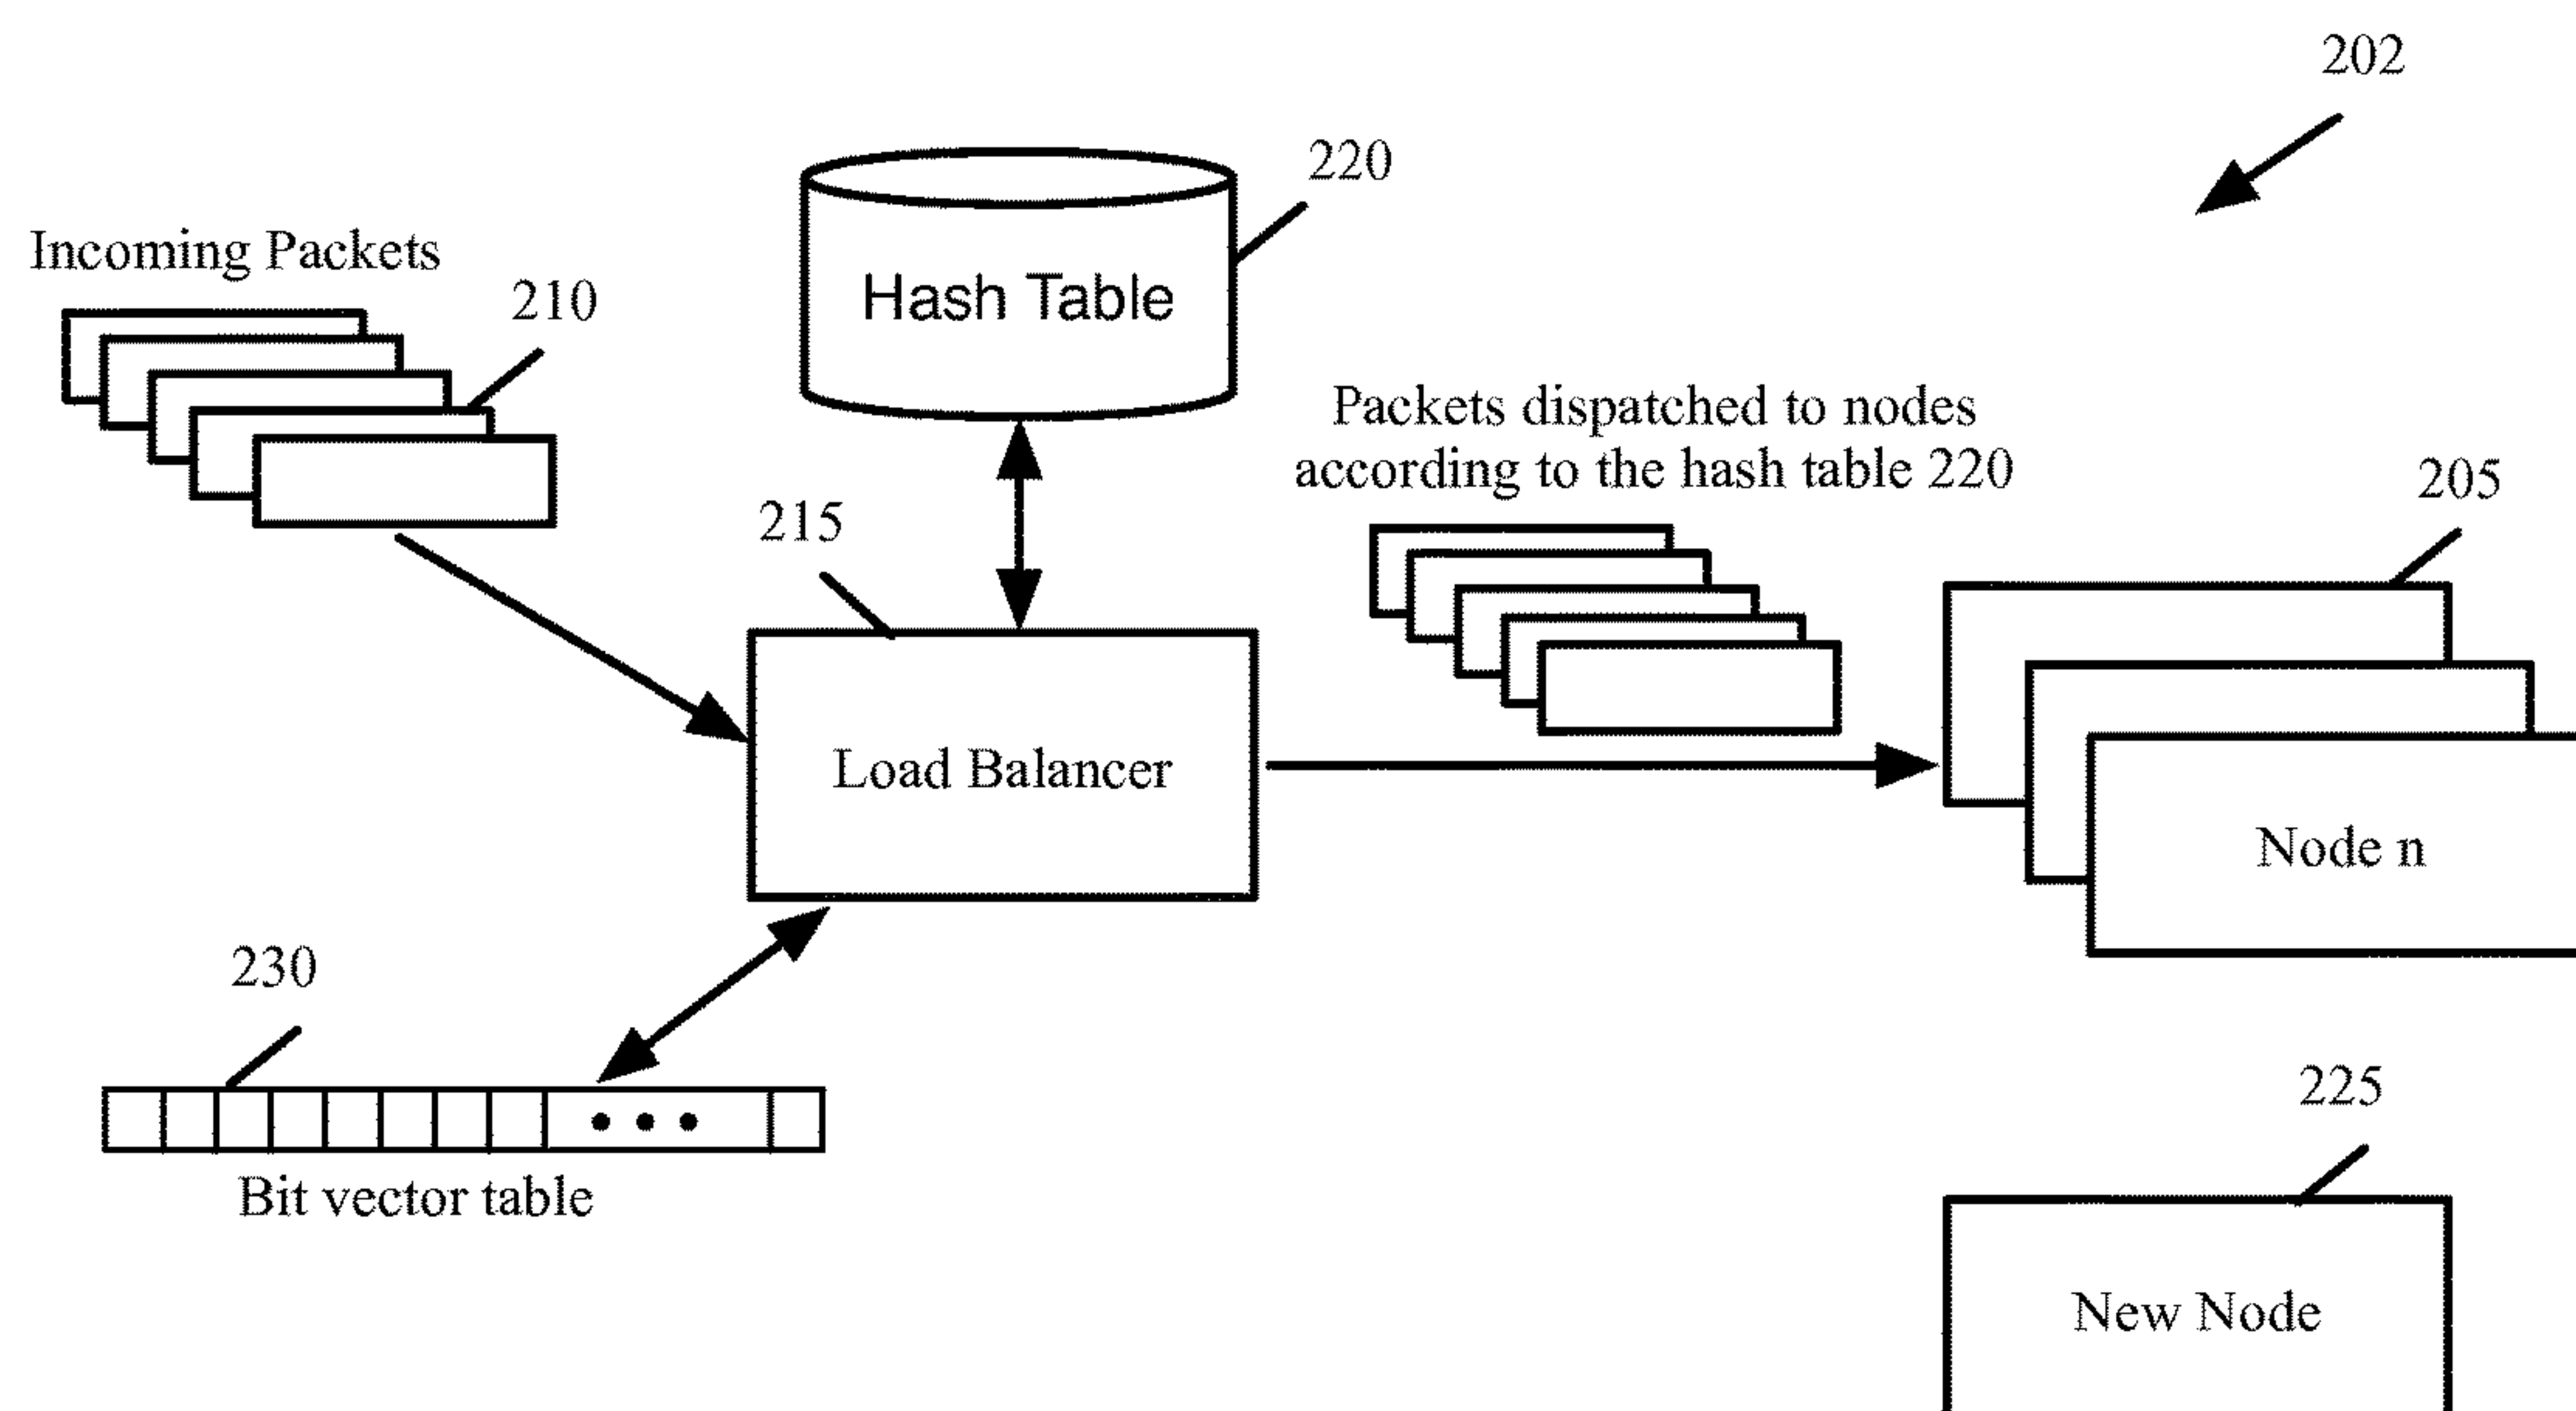 202
220
Incoming Packets
210
Hash Table
Packets dispatched to nodes
according to the hash table 220
205
215
Load Balancer
Node n
230
225
Bit vector table
New Node